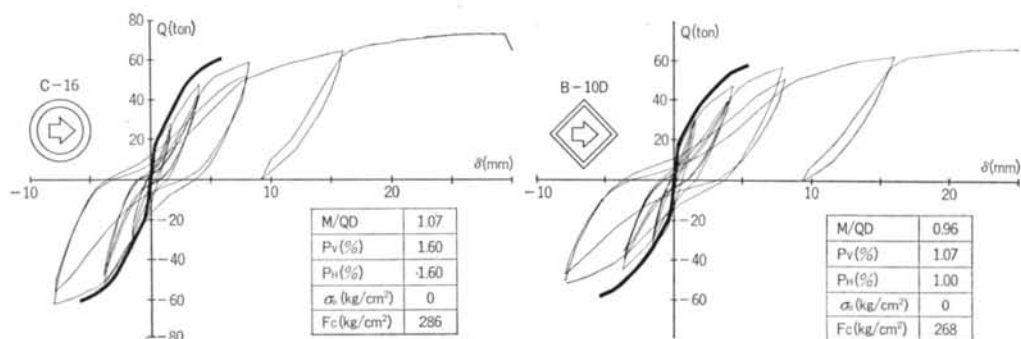 Q(ton)
80
60
40
20
-20
-40
-60
-80
-10
10
20
δ(mm)
C-16
M/QD 1.07
PV(%) 1.60
PH(%) 1.60
σo(kg/cm²) 0
FC(kg/cm²) 286
Q(ton)
60
40
20
-20
-40
-60
-10
10
20
δ(mm)
B-10D
M/QD 0.96
PV(%) 1.07
PH(%) 1.00
σo(kg/cm²) 0
FC(kg/cm²) 268